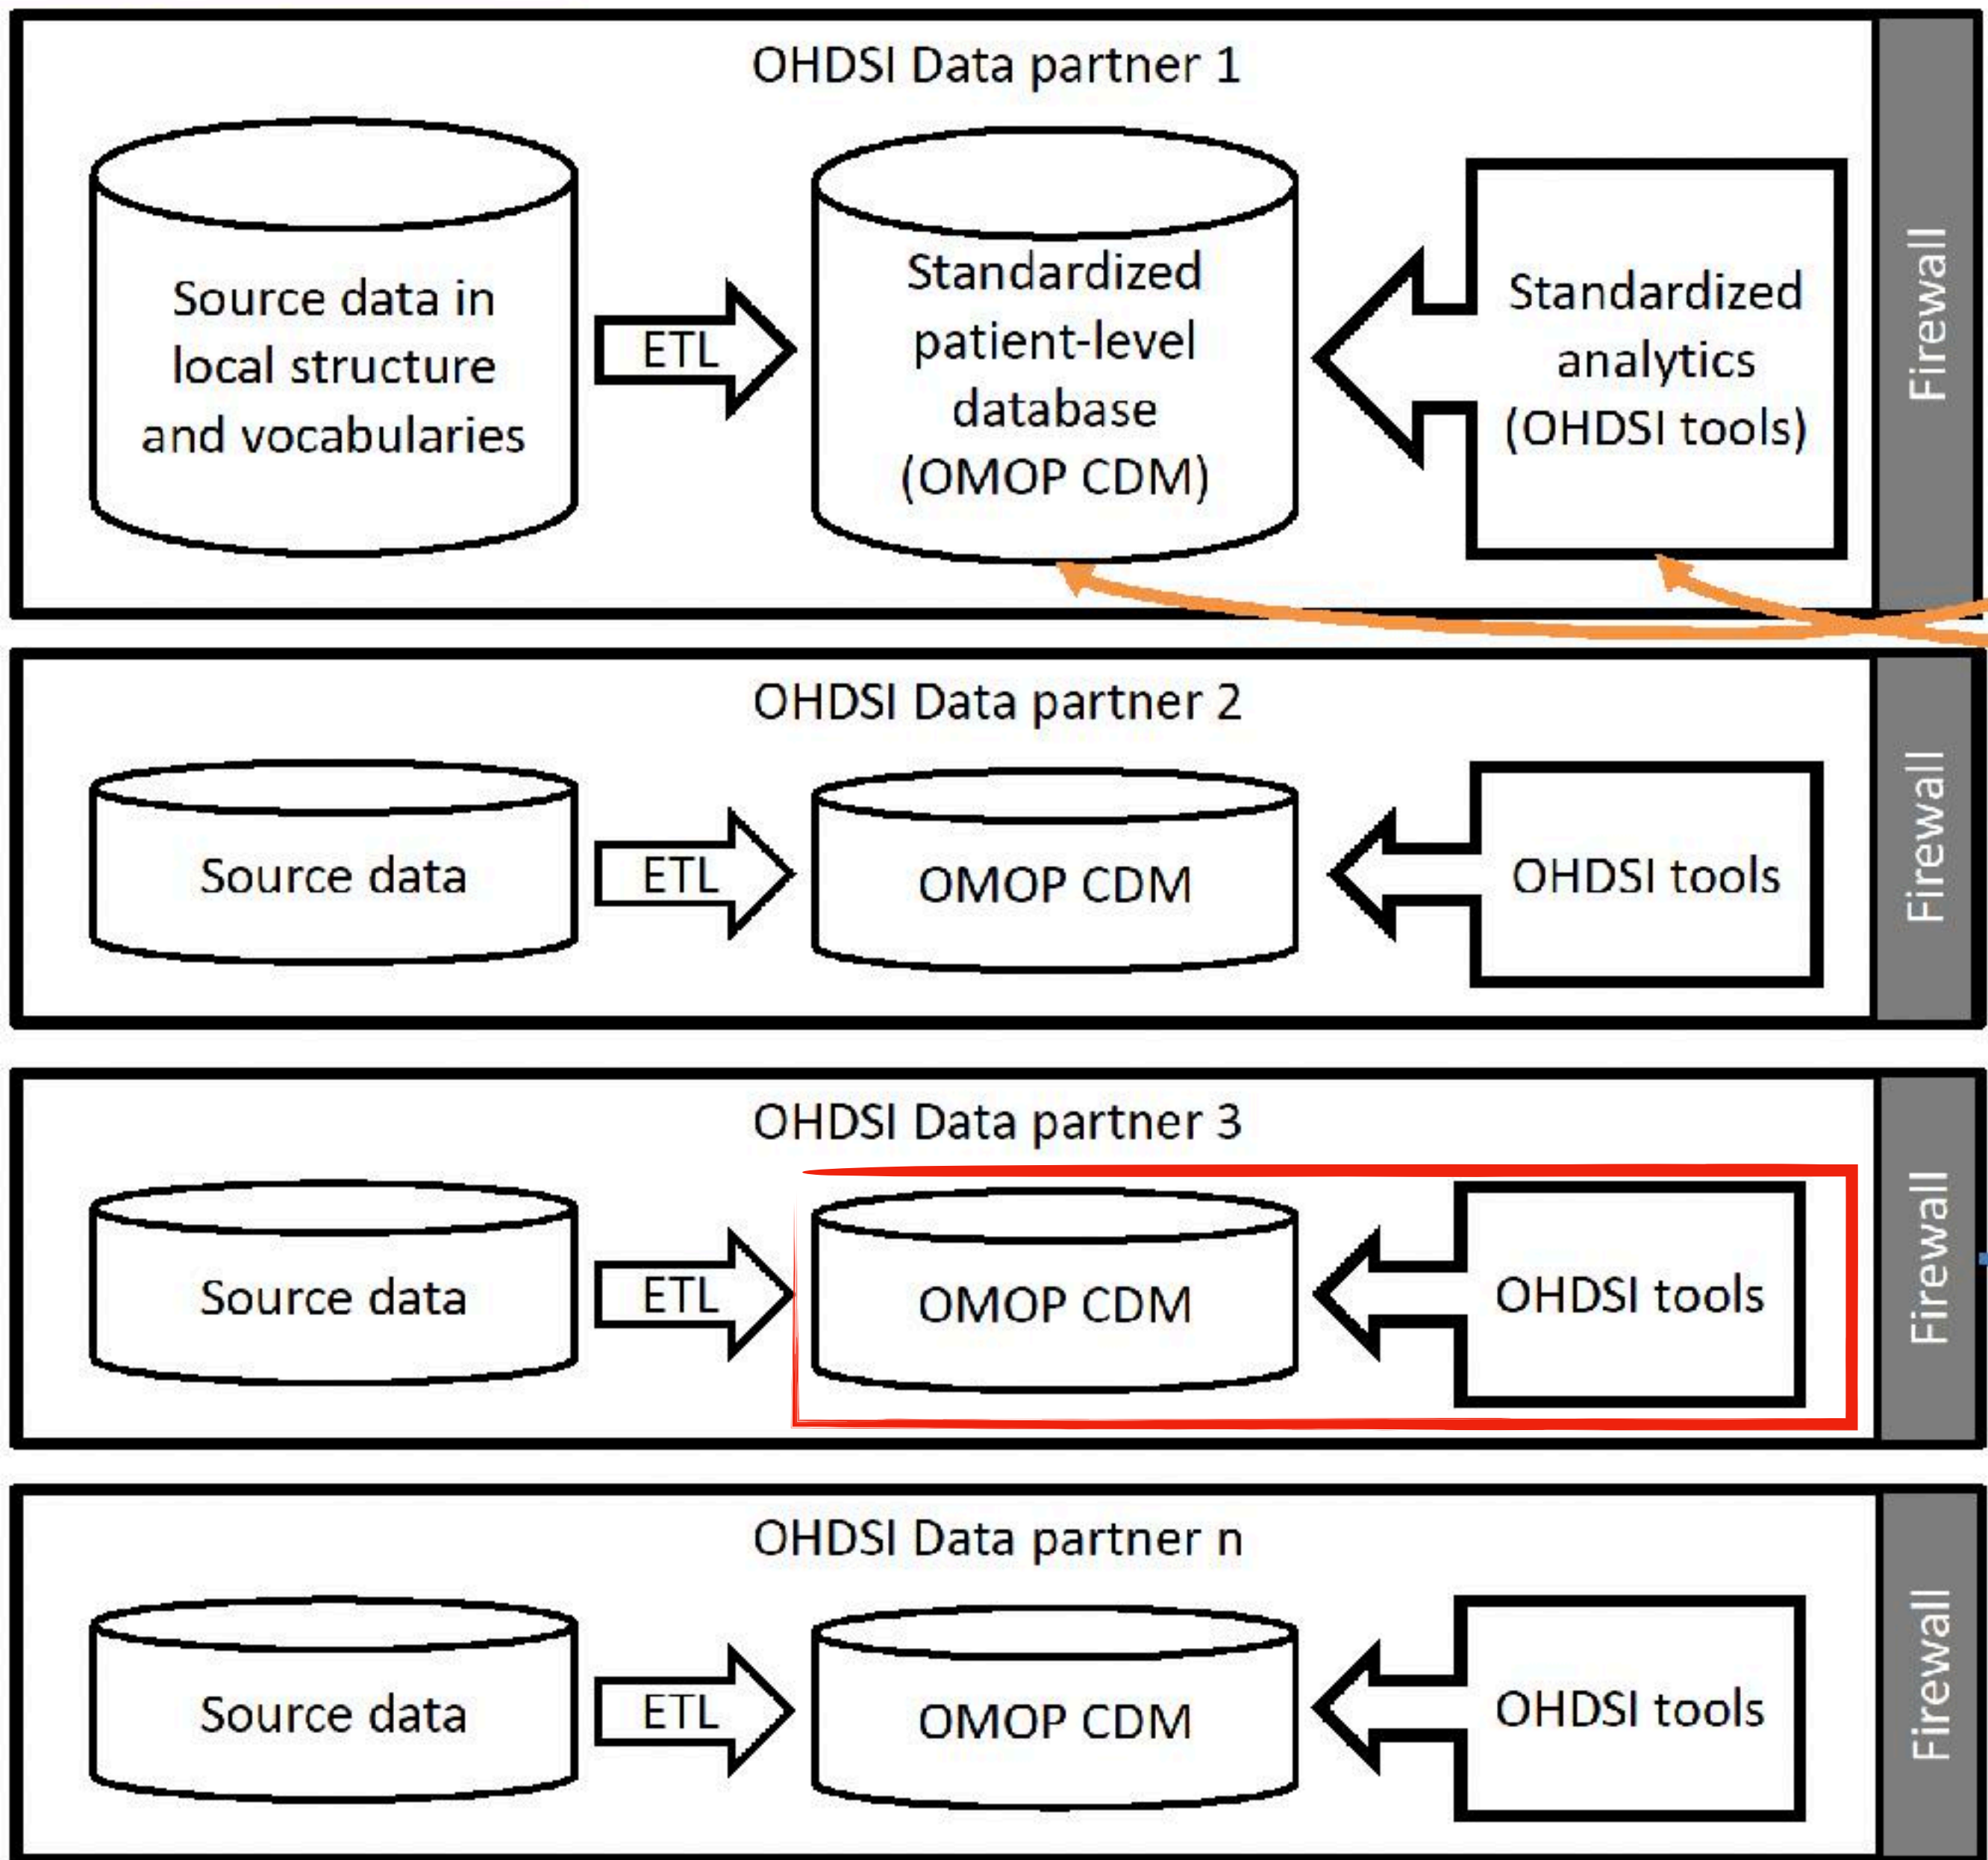 OHDSI Data partner 1
Source data in
local structure
and vocabularies
ETL
Standardized
patient-level
database
(OMOP CDM)
Standardized
analytics
(OHDSI tools)
Firewall
OHDSI Data partner 2
Source data
ETL
OMOP CDM
OHDSI tools
Firewall
OHDSI Data partner 3
Source data
ETL
OMOP CDM
OHDSI tools
Firewall
OHDSI Data partner n
Source data
ETL
OMOP CDM
OHDSI tools
Firewall